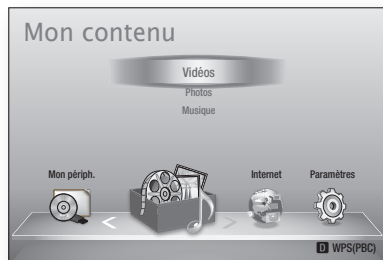 Mon contenu
Vidéos
Photos
Musique
Mon périph. Internet Paramètres
D WPS(PBC)